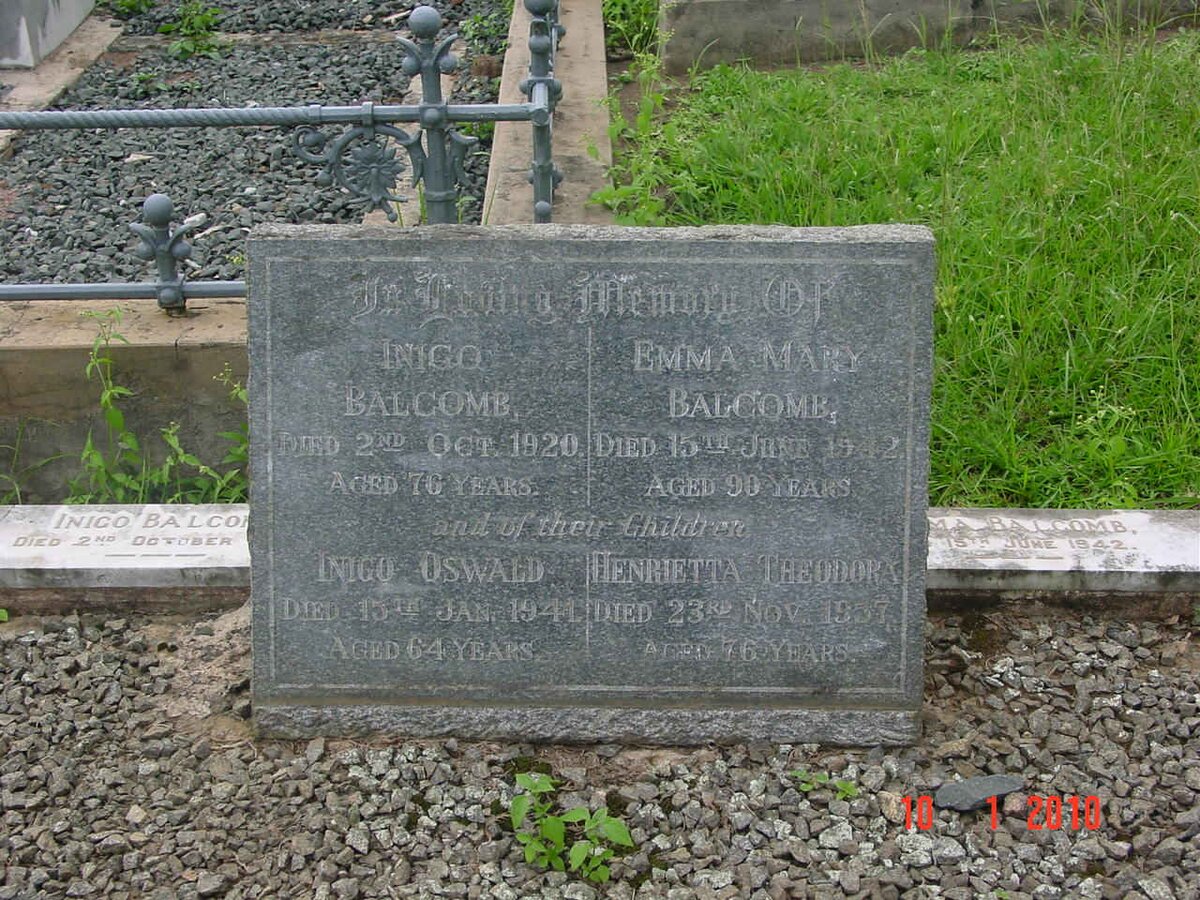 In Loving Memory Of
INIGO
BALCOMB,
DIED 2ND OCT. 1920.
AGED 76 YEARS.
EMMA MARY
BALCOMB,
DIED 15TH JUNE 1942
AGED 90 YEARS
and of their Children
INIGO OSWALD
DIED 15TH JAN. 1941
AGED 64 YEARS.
HENRIETTA THEODORA
DIED 23RD NOV. 1957.
AGED 76 YEARS.
INIGO BALCO
DIED 2ND OCTOBER
MA BALCOMB,
15TH JUNE 1942.
10 1 2010